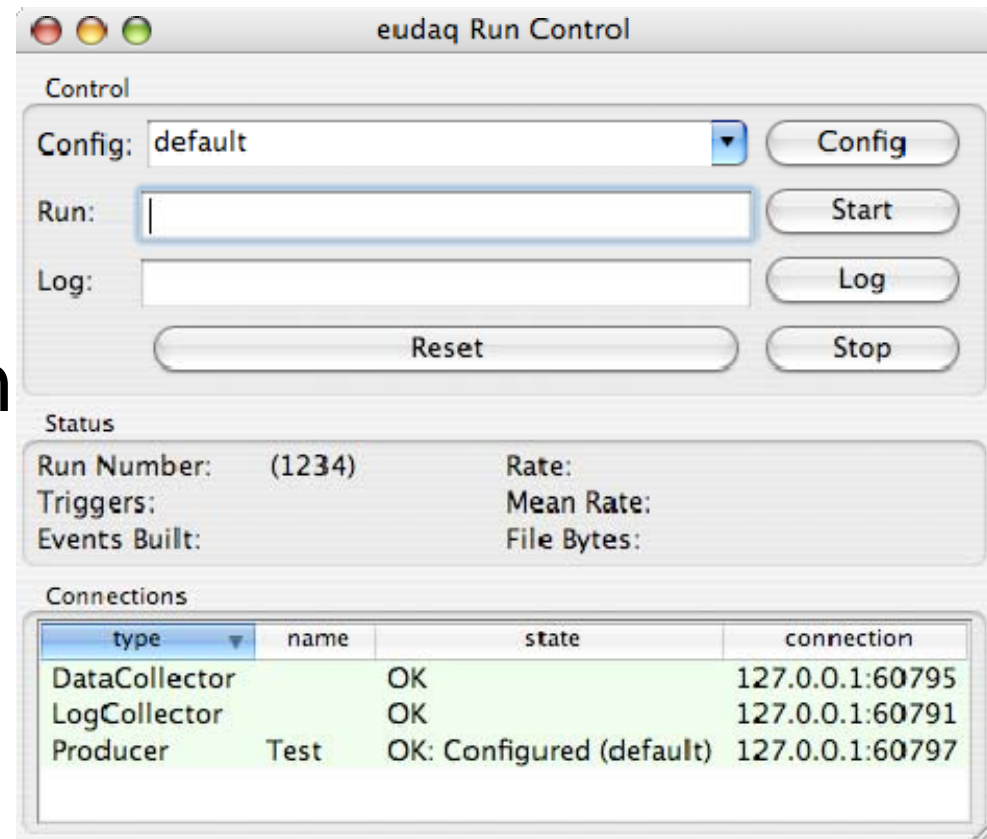 eudaq Run Control
Control
Config: default Config
Run: Start
Log: Log
Reset Stop
n
Status
Run Number: (1234) Rate:
Triggers: Mean Rate:
Events Built: File Bytes:
Connections
type name state connection
DataCollector OK 127.0.0.1:60795
LogCollector OK 127.0.0.1:60791
Producer Test OK: Configured (default) 127.0.0.1:60797